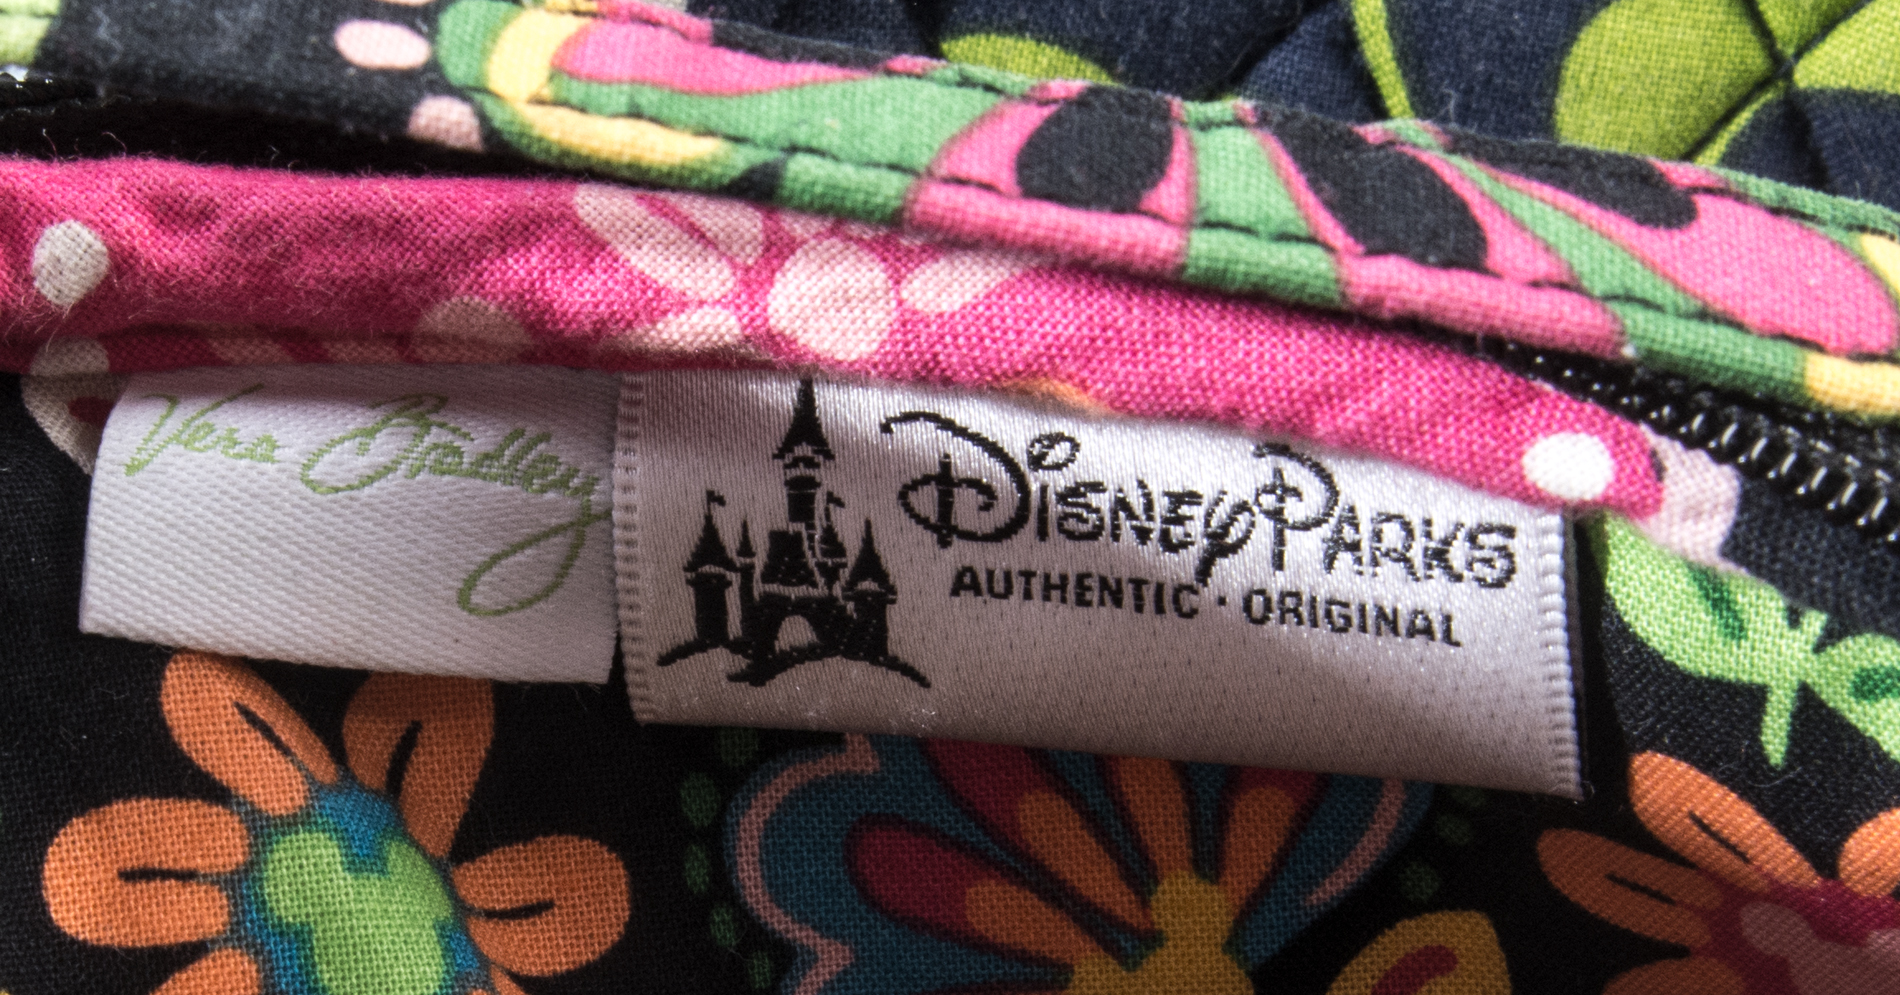 Vera Bradley
DISNEY PARKS
AUTHENTIC · ORIGINAL